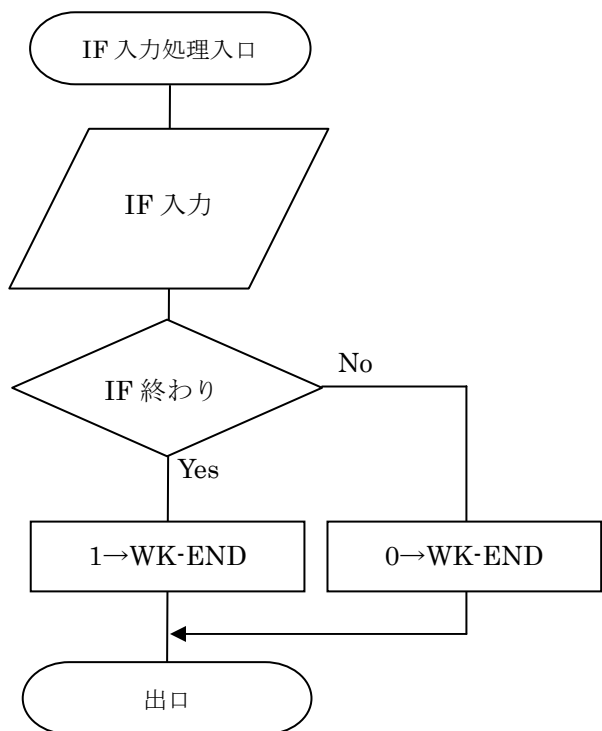 IF 入力処理入口
IF 入力
IF 終わり
No
Yes
1→WK-END
0→WK-END
出口